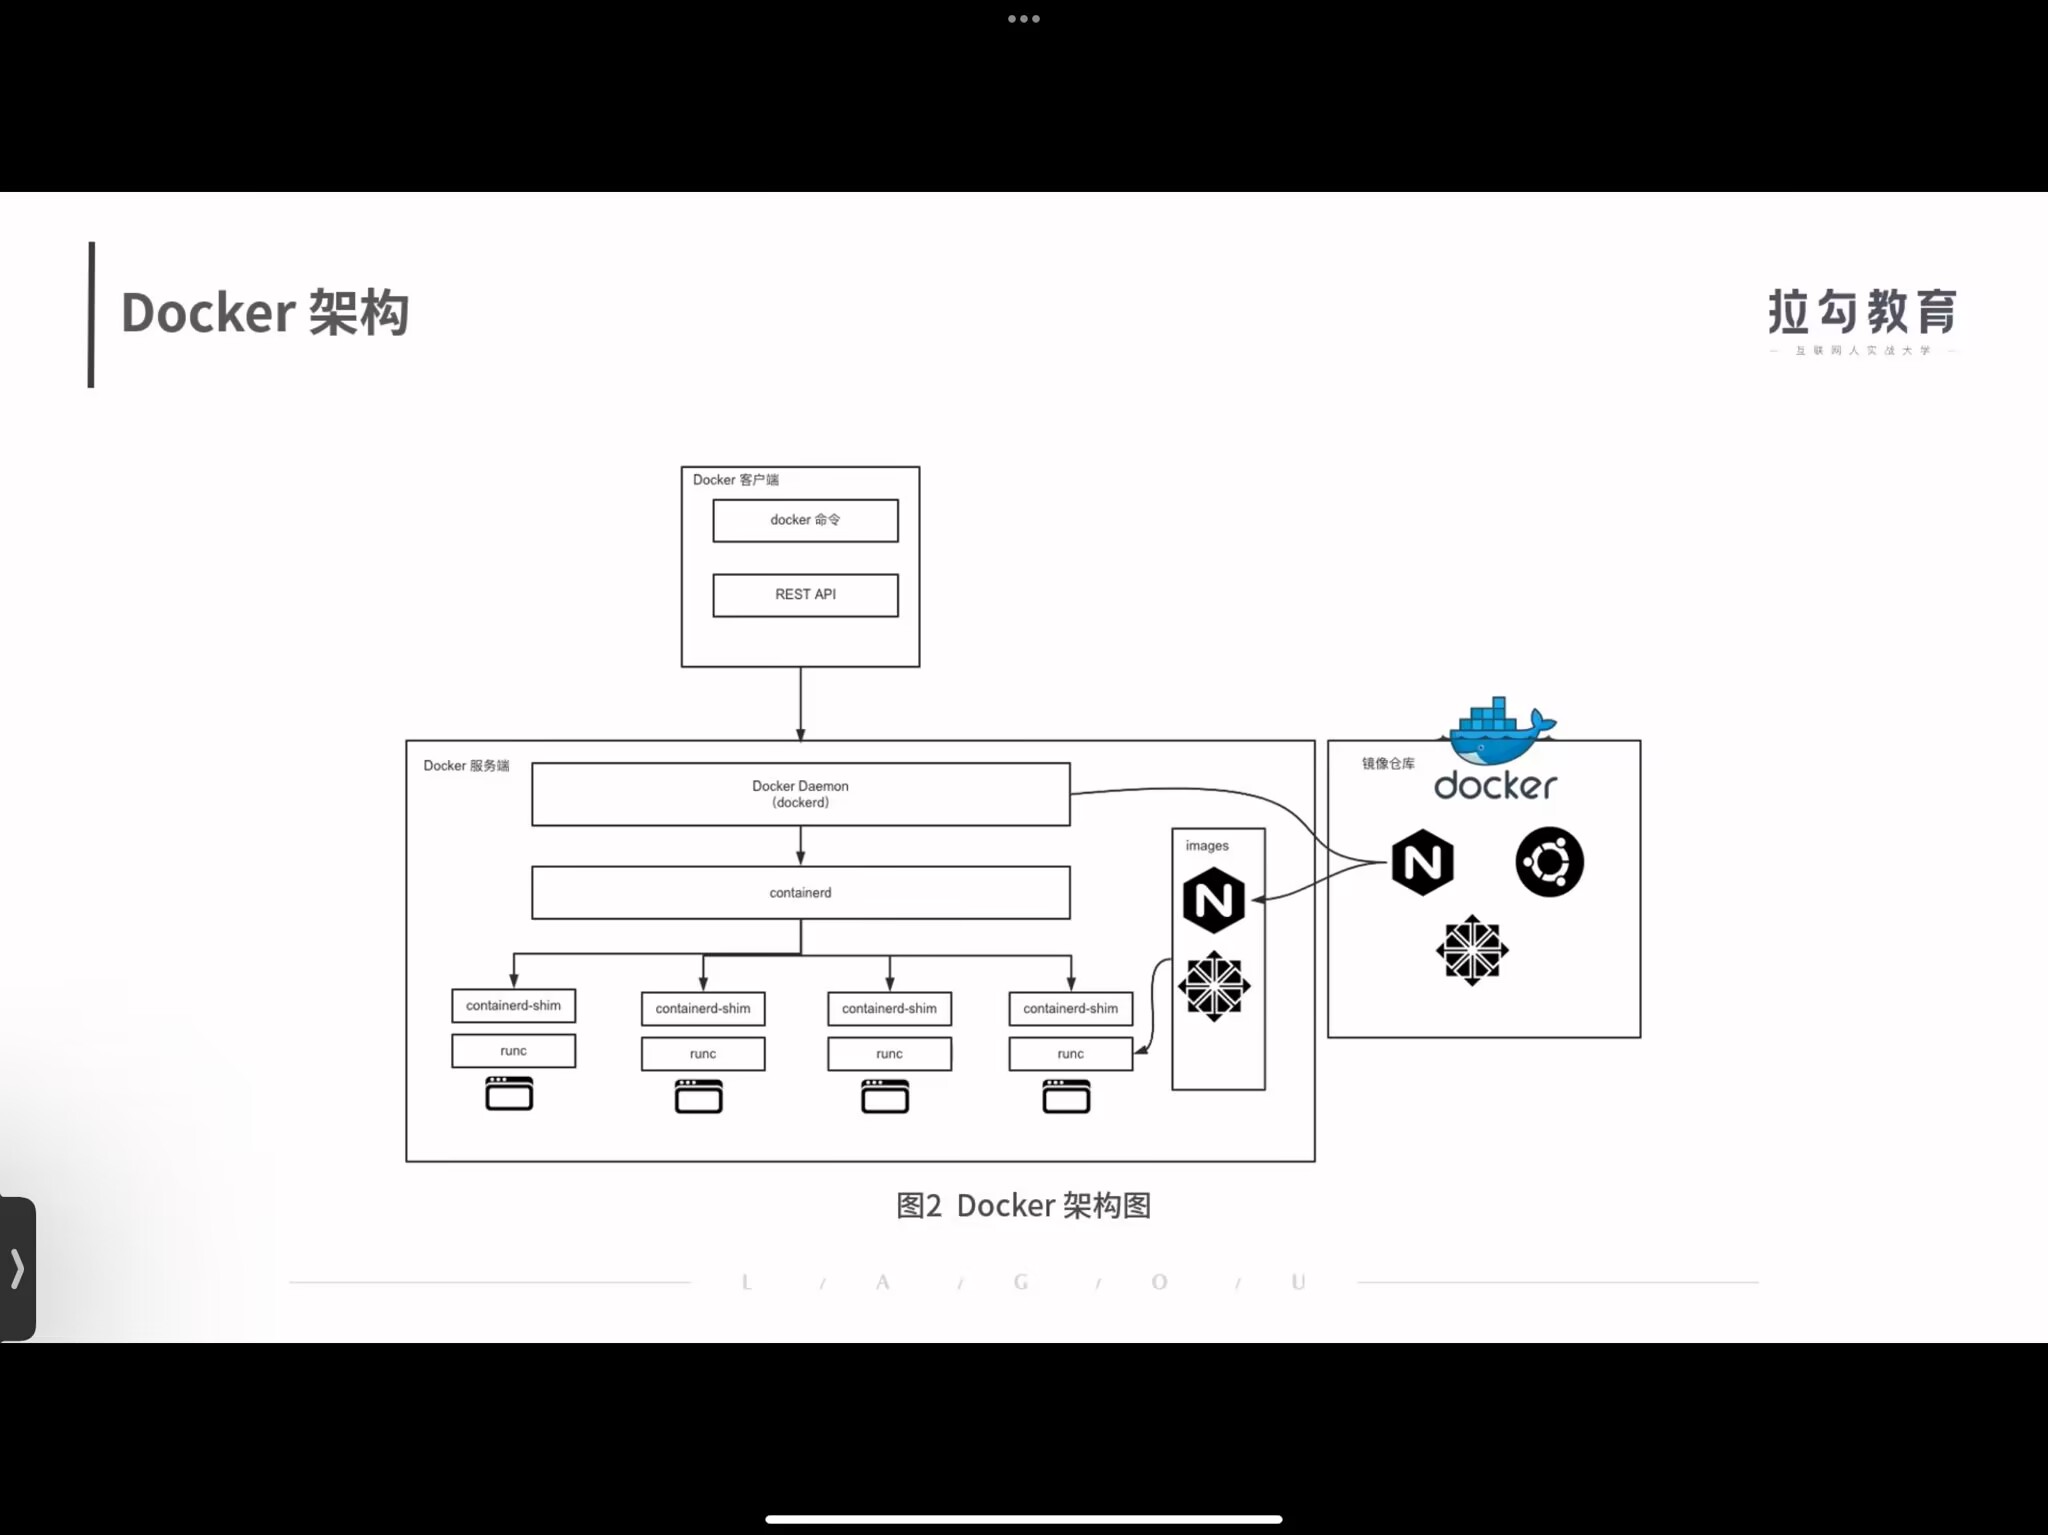 Docker 架构
拉勾教育
— 互联网人实战大学 —
Docker 客户端
docker 命令
REST API
Docker 服务端
Docker Daemon
(dockerd)
containerd
containerd-shim
containerd-shim
containerd-shim
containerd-shim
runc
runc
runc
runc
images
N
镜像仓库
docker
N
图2 Docker 架构图
L / A / G / O / U